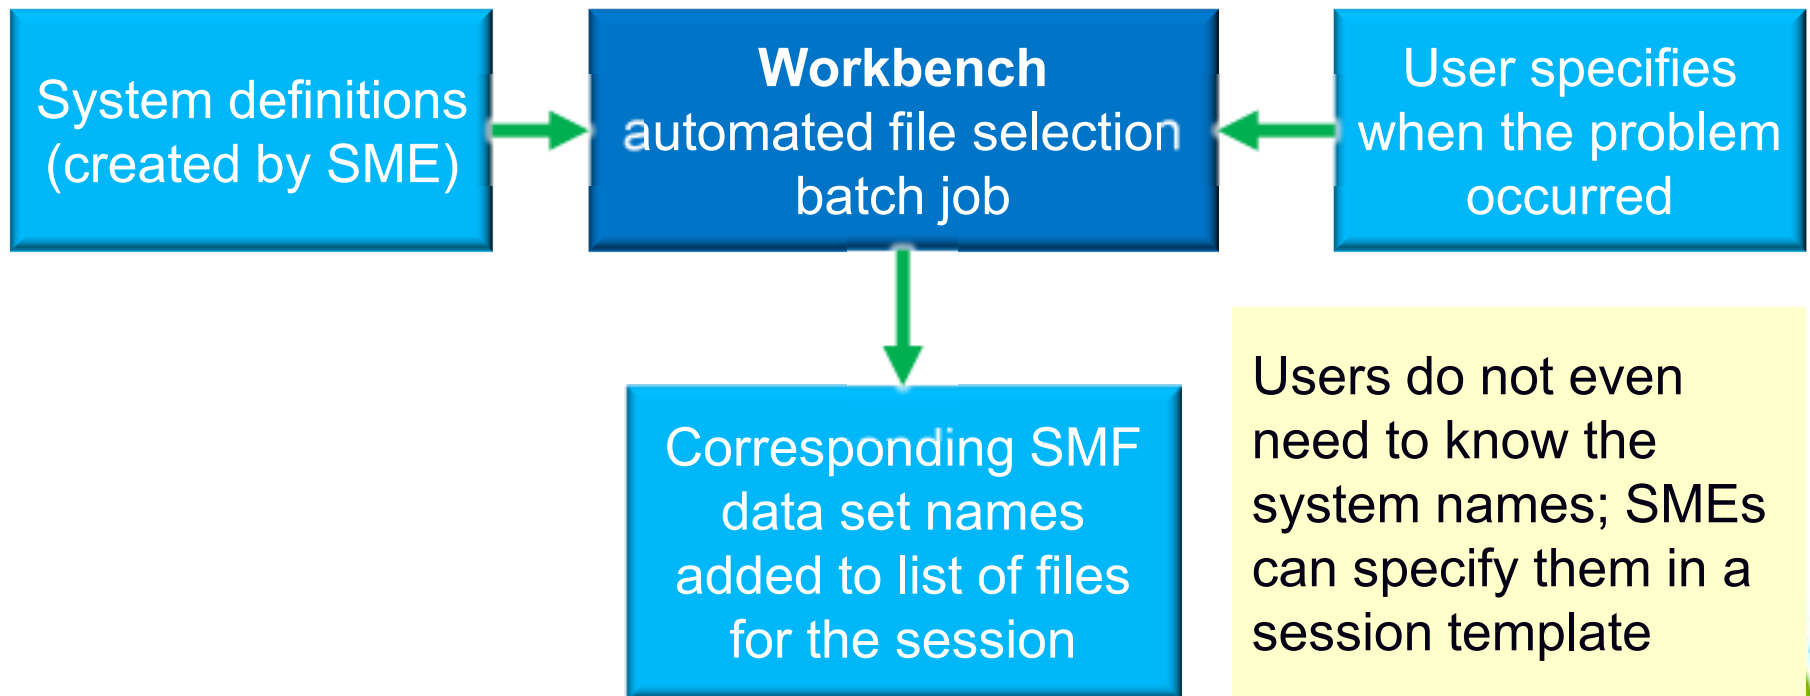 System definitions
(created by SME)
Workbench
automated file selection
batch job
User specifies
when the problem
occurred
Corresponding SMF
data set names
added to list of files
for the session
Users do not even
need to know the
system names; SMEs
can specify them in a
session template